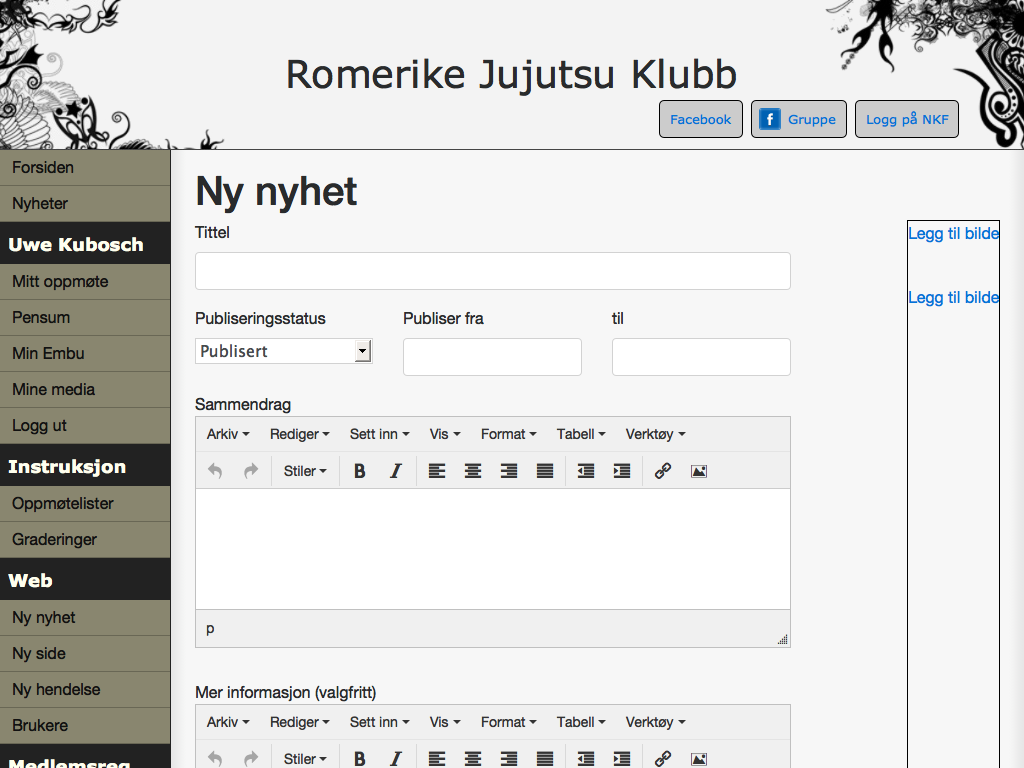 Romerike Jujutsu Klubb
Facebook
Gruppe
Logg på NKF
Forsiden
Nyheter
Uwe Kubosch
Mitt oppmøte
Pensum
Min Embu
Mine media
Logg ut
Instruksjon
Oppmøtelister
Graderinger
Web
Ny nyhet
Ny side
Ny hendelse
Brukere
Medlemsreg
Ny nyhet
Tittel
Publiseringsstatus Publiser fra til
Publisert
Sammendrag
Arkiv Rediger Sett inn Vis Format Tabell Verktøy
Stiler B I
p
Mer informasjon (valgfritt)
Arkiv Rediger Sett inn Vis Format Tabell Verktøy
Stiler B I
Legg til bilde
Legg til bilde